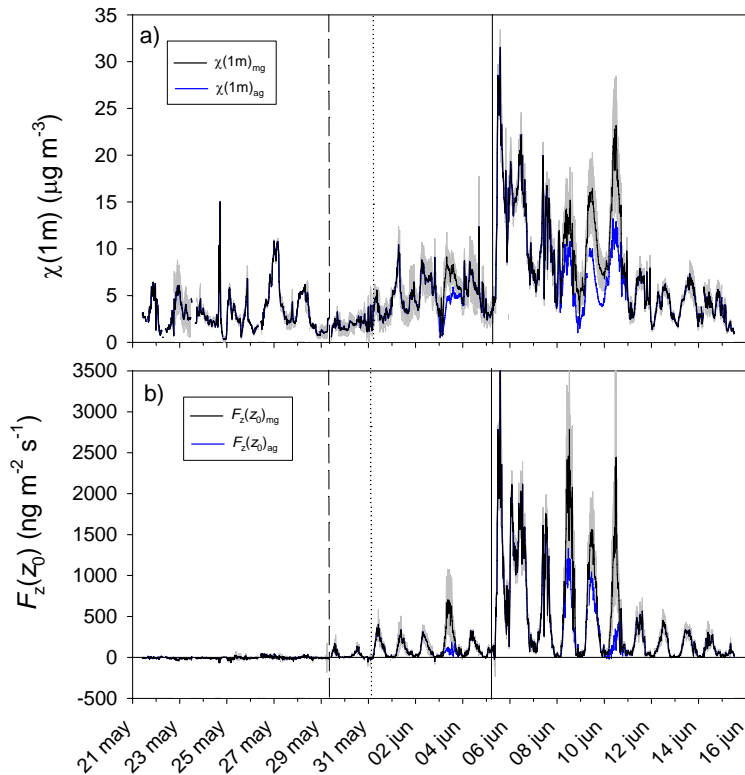 35
30
25
20
15
10
5
0
χ(1m) (μg m⁻³)
a)
χ(1m)mg
χ(1m)ag
3500
3000
2500
2000
1500
1000
500
0
-500
Fz(z0) (ng m⁻² s⁻¹)
b)
Fz(z0)mg
Fz(z0)ag
21 may
23 may
25 may
27 may
29 may
31 may
02 jun
04 jun
06 jun
08 jun
10 jun
12 jun
14 jun
16 jun